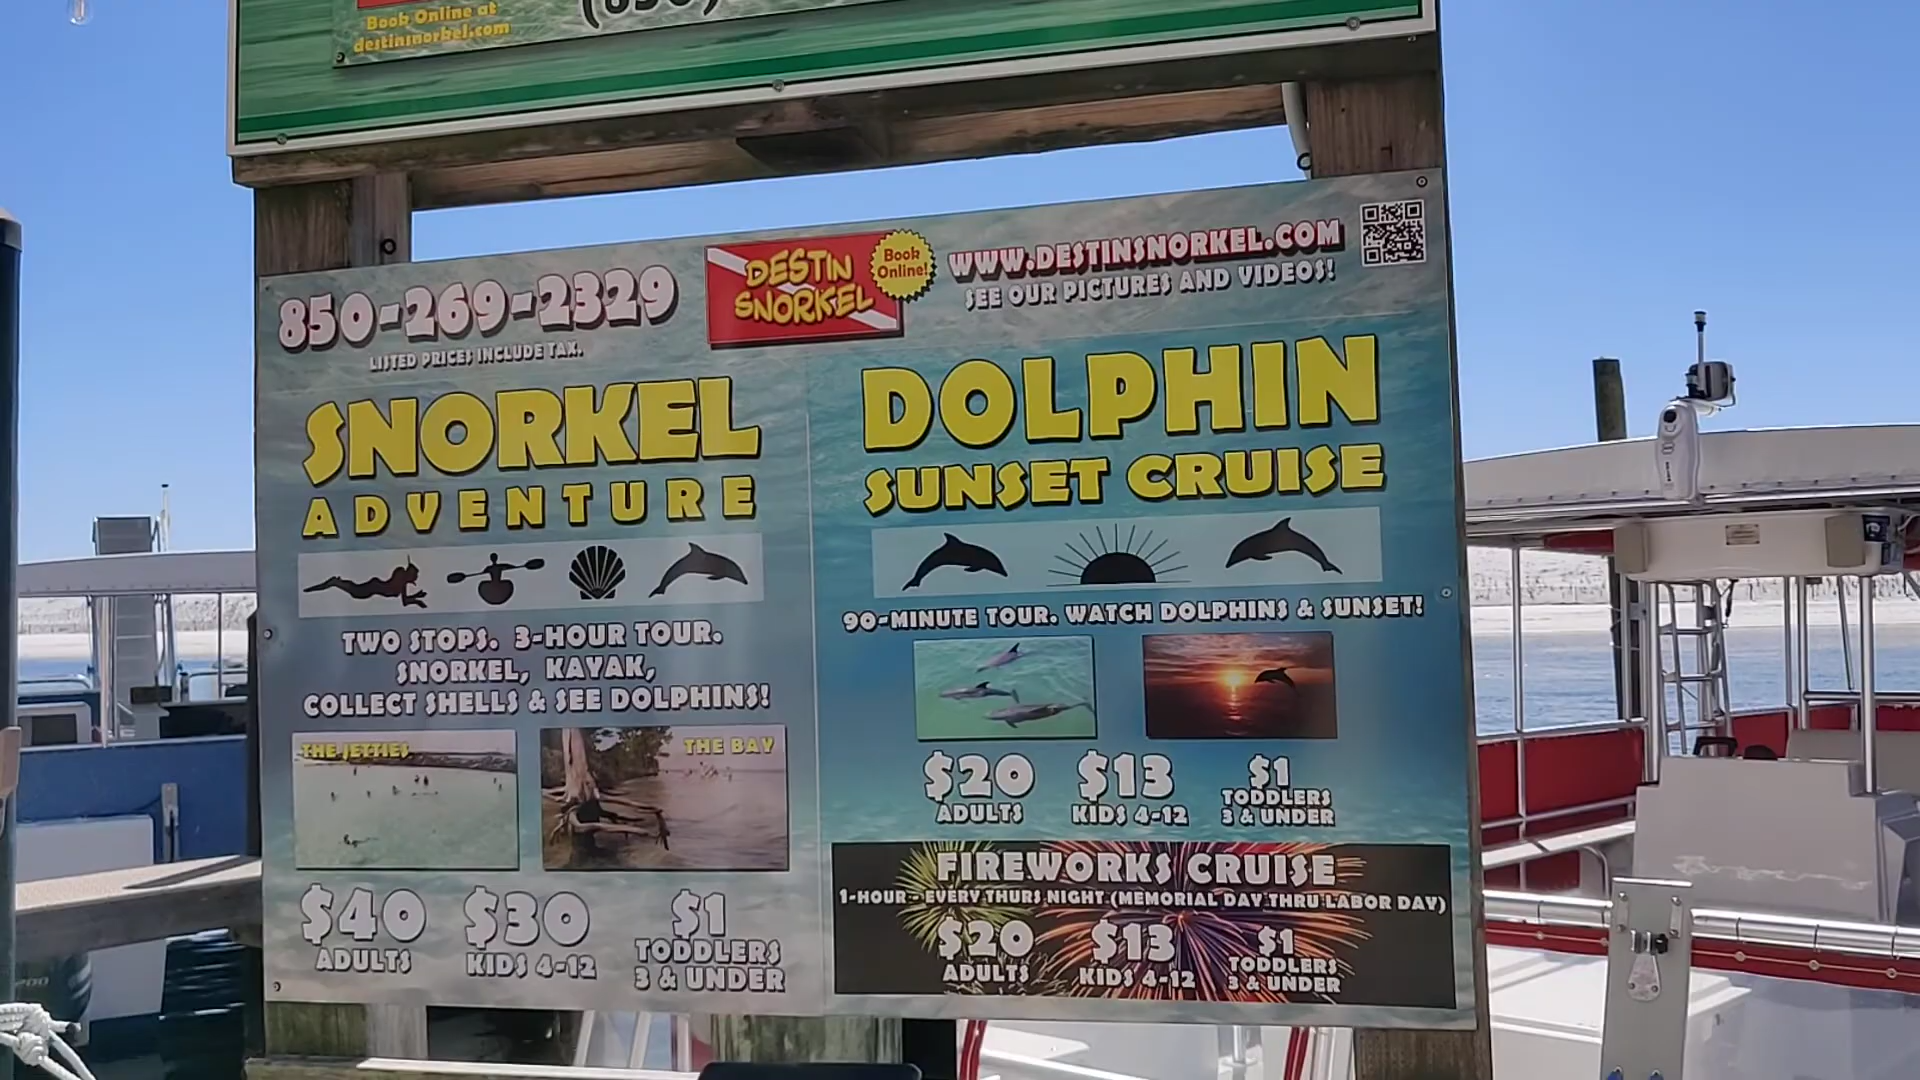 Book Online at
destinsnorkel.com
850-269-2329
LISTED PRICES INCLUDE TAX.
DESTIN
SNORKEL
Book
Online!
WWW.DESTINSNORKEL.COM
SEE OUR PICTURES AND VIDEOS!
SNORKEL
ADVENTURE
TWO STOPS. 3-HOUR TOUR.
SNORKEL, KAYAK,
COLLECT SHELLS & SEE DOLPHINS!
THE JETTIES
THE BAY
$40
ADULTS
$30
KIDS 4-12
$1
TODDLERS
3 & UNDER
DOLPHIN
SUNSET CRUISE
90-MINUTE TOUR. WATCH DOLPHINS & SUNSET!
$20
ADULTS
$13
KIDS 4-12
$1
TODDLERS
3 & UNDER
FIREWORKS CRUISE
1-HOUR - EVERY THURS NIGHT (MEMORIAL DAY THRU LABOR DAY)
$20
ADULTS
$13
KIDS 4-12
$1
TODDLERS
3 & UNDER